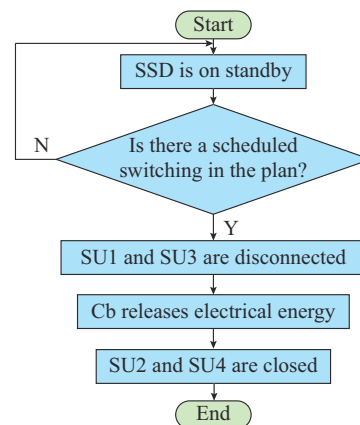 Start
SSD is on standby
Is there a scheduled
switching in the plan?
N
Y
SU1 and SU3 are disconnected
Cb releases electrical energy
SU2 and SU4 are closed
End